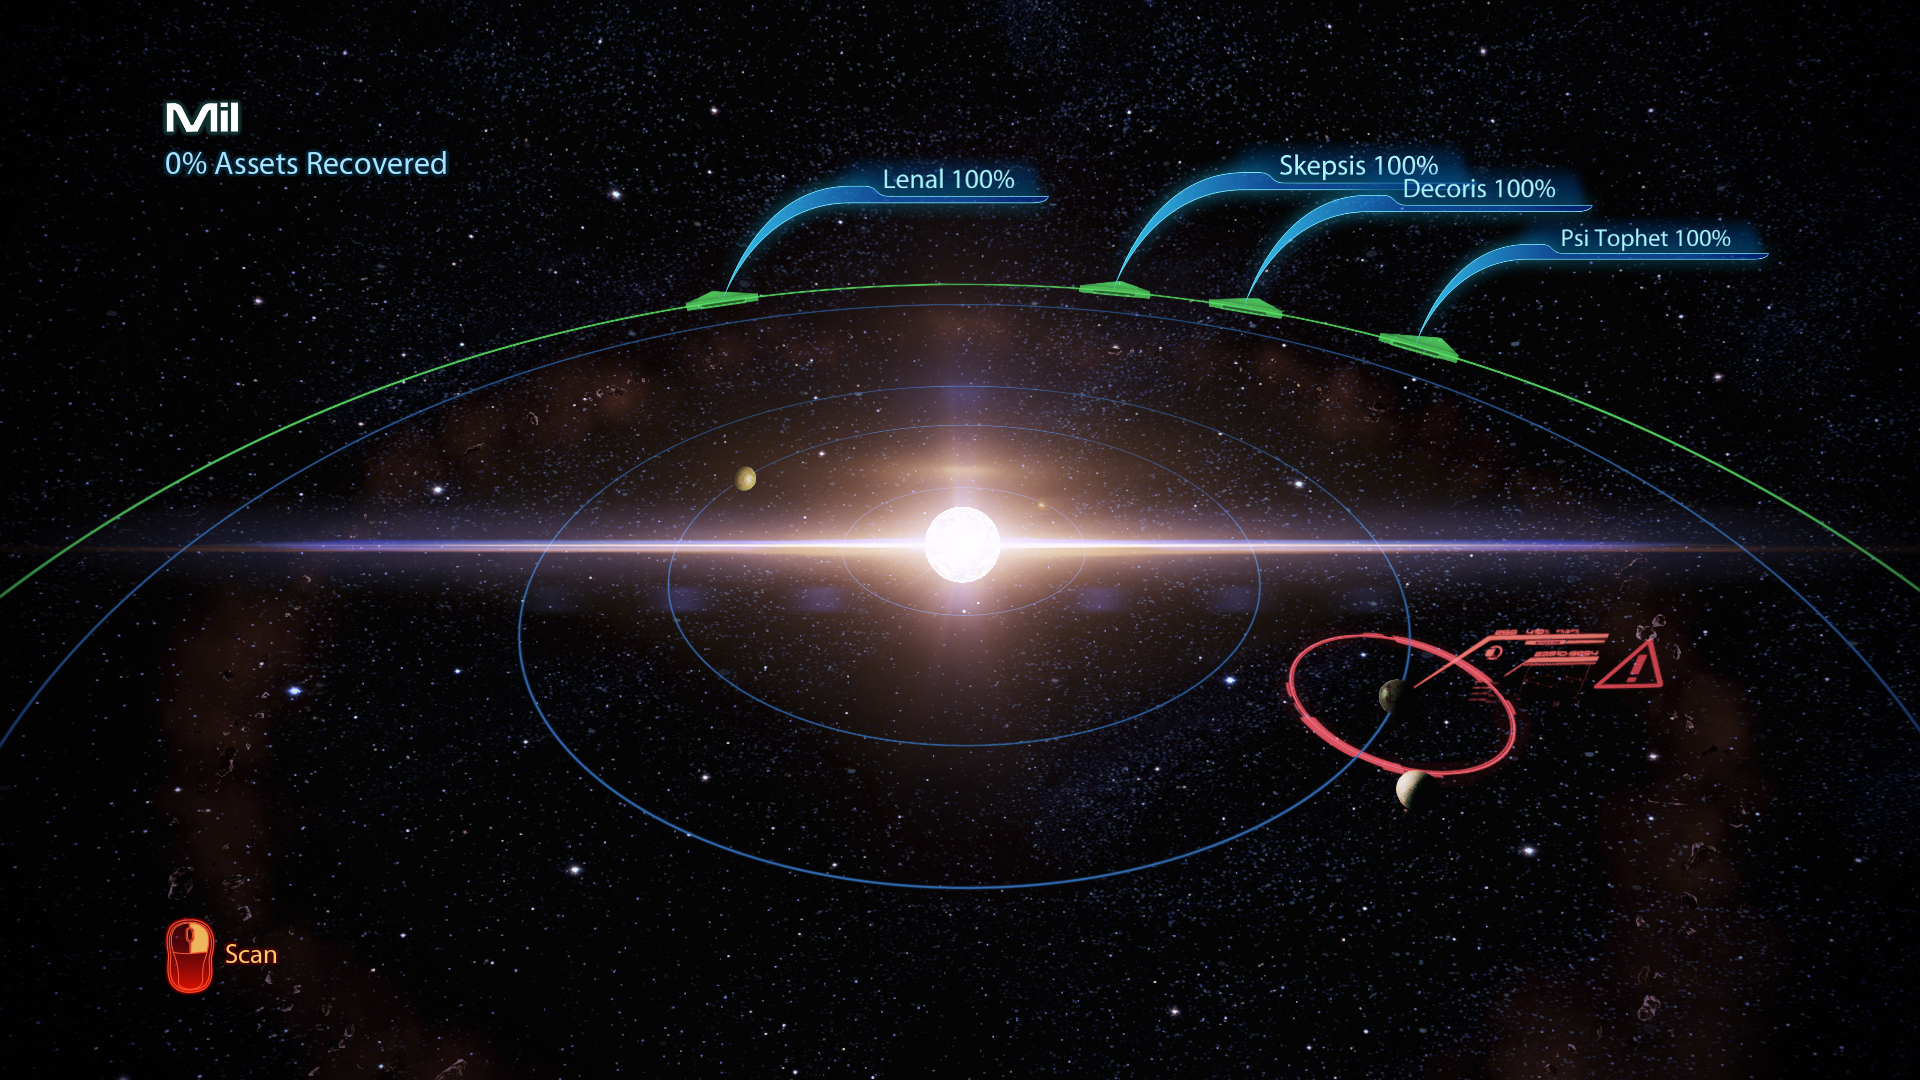 Mil
0% Assets Recovered
Lenal 100%
Skepsis 100%
Decoris 100%
Psi Tophet 100%
Scan